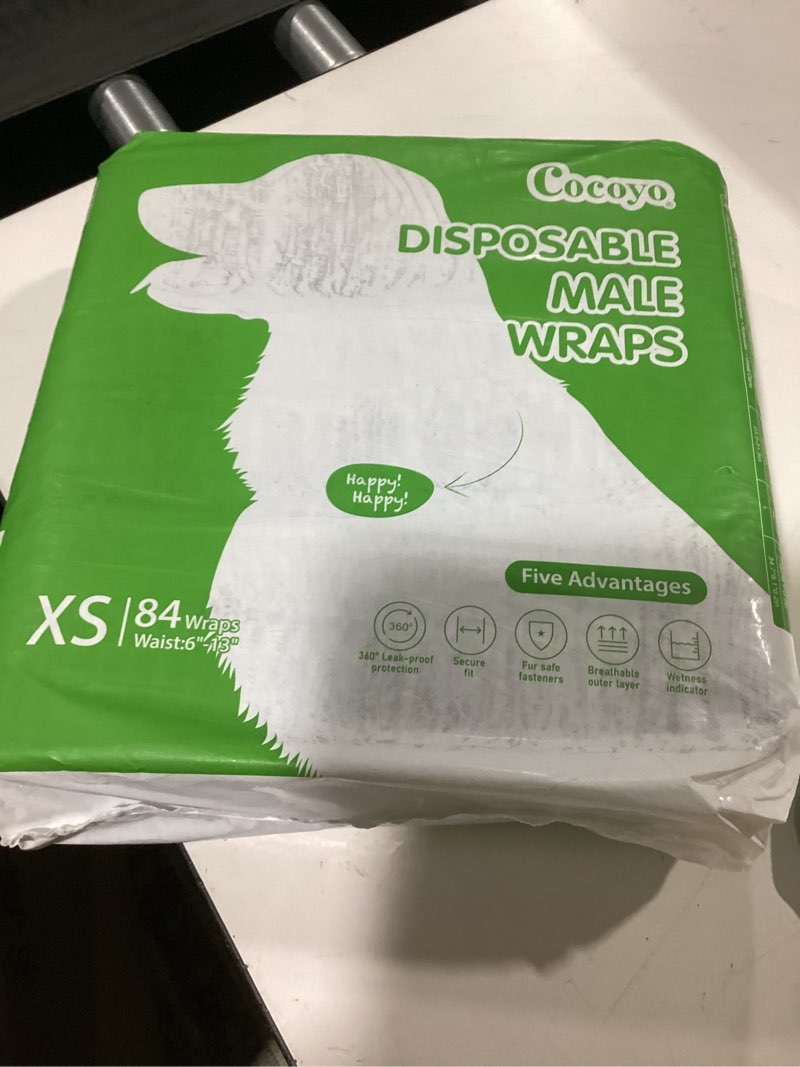 Cocoyo®
DISPOSABLE
MALE
WRAPS
Happy!
Happy!
Five Advantages
XS | 84 Wraps
Waist:6"-13"
360°
360° Leak-proof
protection
Secure
fit
Fur safe
fasteners
Breathable
outer layer
Wetness
indicator